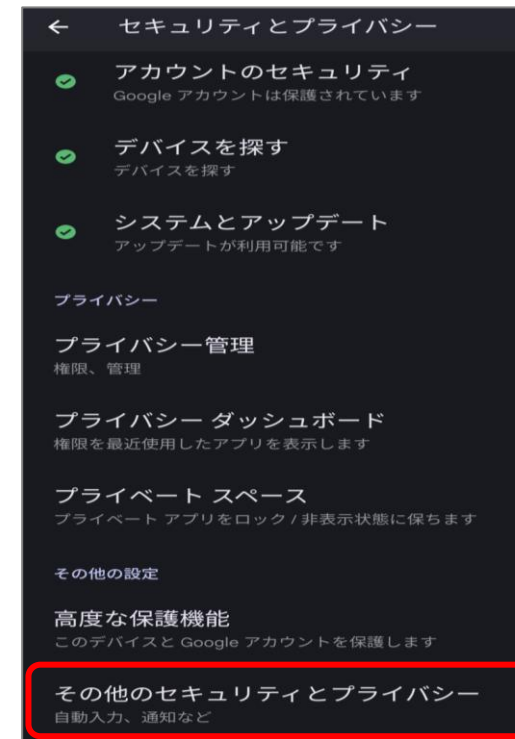 セキュリティとプライバシー
アカウントのセキュリティ
Google アカウントは保護されています
デバイスを探す
デバイスを探す
システムとアップデート
アップデートが利用可能です
プライバシー
プライバシー管理
権限、管理
プライバシー ダッシュボード
権限を最近使用したアプリを表示します
プライベート スペース
プライベート アプリをロック / 非表示状態に保ちます
その他の設定
高度な保護機能
このデバイスと Google アカウントを保護します
その他のセキュリティとプライバシー
自動入力、通知など